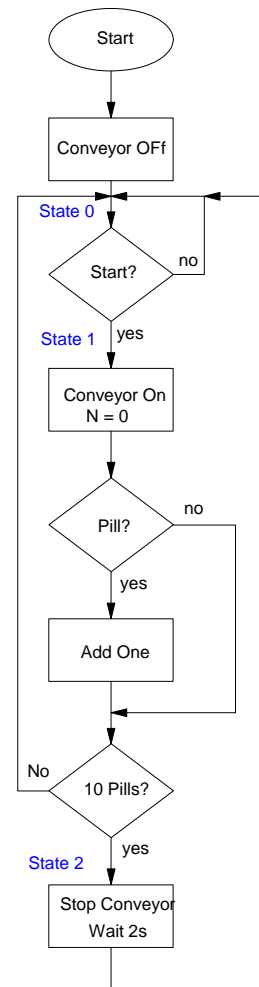 Start
Conveyor OFf
State 0
Start?
no
State 1
yes
Conveyor On
N = 0
Pill?
no
yes
Add One
No
10 Pills?
yes
State 2
Stop Conveyor
Wait 2s